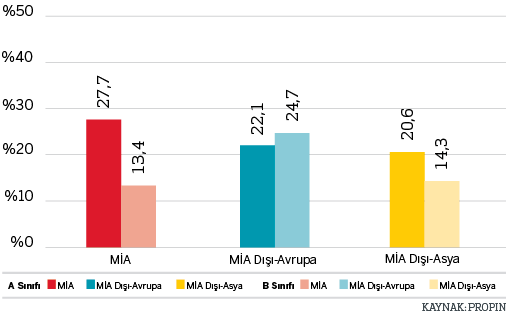 %50
%40
%30
%20
%10
%0
27,7
13,4
22,1
24,7
20,6
14,3
MİA
MİA Dışı-Avrupa
MİA Dışı-Asya
A Sınıfı MİA MİA Dışı-Avrupa MİA Dışı-Asya B Sınıfı MİA MİA Dışı-Avrupa MİA Dışı-Asya
KAYNAK: PROPIN